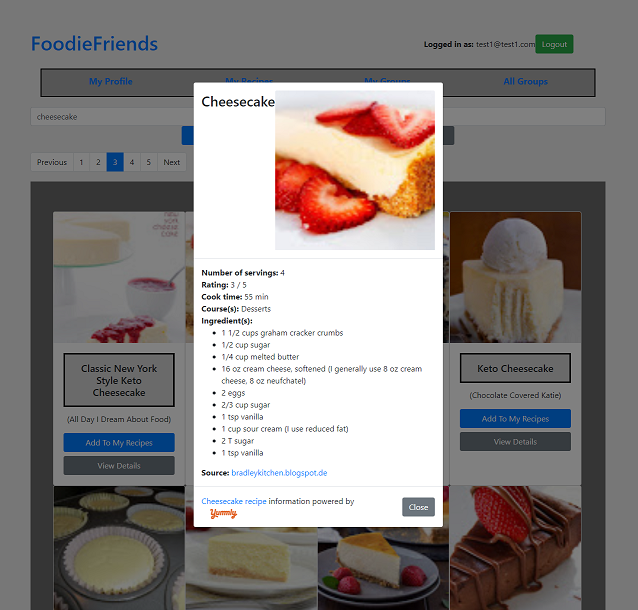 FoodieFriends
Logged in as: test1@test1.com Logout
My Profile My Recipes My Groups All Groups
cheesecake
Previous 1 2 3 4 5 Next
Cheesecake
Number of servings: 4
Rating: 3 / 5
Cook time: 55 min
Course(s): Desserts
Ingredient(s):
1 1/2 cups graham cracker crumbs
1/2 cup sugar
1/4 cup melted butter
16 oz cream cheese, softened (I generally use 8 oz cream
cheese, 8 oz neufchatel)
2 eggs
2/3 cup sugar
1 tsp vanilla
1 cup sour cream (I use reduced fat)
2 T sugar
1 tsp vanilla
Source: bradleykitchen.blogspot.de
Cheesecake recipe information powered by
Yummly
Close
new york cheese cake
Classic New York
Style Keto
Cheesecake
(All Day I Dream About Food)
Add To My Recipes
View Details
Keto Cheesecake
(Chocolate Covered Katie)
Add To My Recipes
View Details